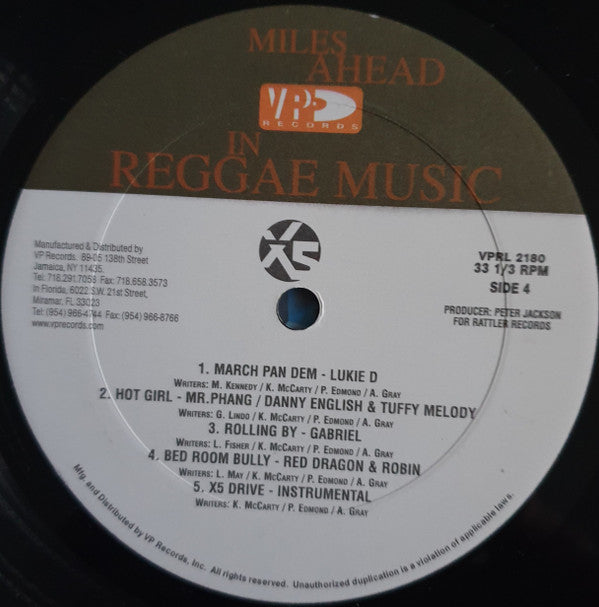 MILES
AHEAD
VP
RECORDS
IN
REGGAE MUSIC
X5
Manufactured & Distributed by
VP Records. 89-05 138th Street
Jamaica, NY 11435.
Tel: 718.291.7058 Fax: 718.658.3573
In Florida, 6022 S.W. 21st Street,
Miramar, FL 33023
Tel: (954) 966-4744 Fax: (954) 966-8766
www.vprecords.com
VPRL 2180
33 1/3 RPM
SIDE 4
PRODUCER: PETER JACKSON
FOR RATTLER RECORDS
1. MARCH PAN DEM - LUKIE D
WRITERS: M. KENNEDY / K. MCCARTY / P. EDMOND / A. GRAY
2. HOT GIRL - MR.PHANG / DANNY ENGLISH & TUFFY MELODY
WRITERS: G. LINDO / K. MCCARTY / P. EDMOND / A. GRAY
3. ROLLING BY - GABRIEL
WRITERS: L. FISHER / K. MCCARTY / P. EDMOND / A. GRAY
4. BED ROOM BULLY - RED DRAGON & ROBIN
WRITERS: L. MAY / K. MCCARTY / P. EDMOND / A. GRAY
5. X5 DRIVE - INSTRUMENTAL
WRITERS: K. MCCARTY / P. EDMOND / A. GRAY
Mfg. and Distributed by VP Records, Inc. All rights reserved. Unauthorized duplication is a violation of applicable laws.